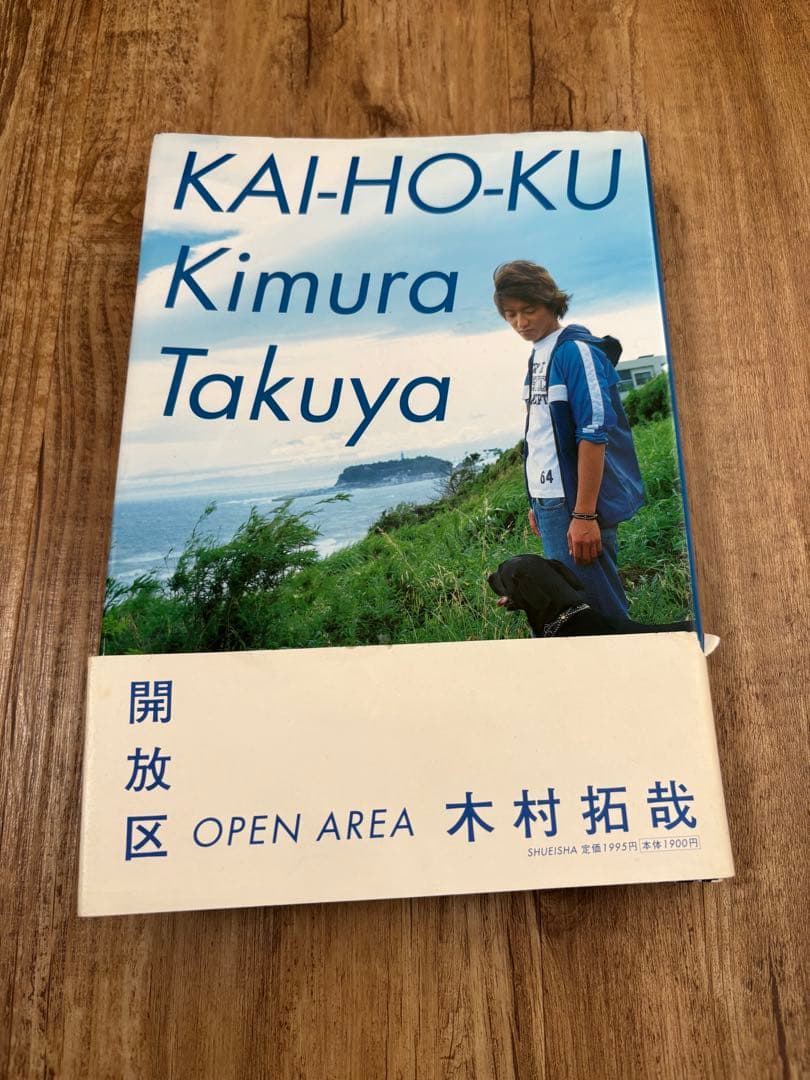 KAI-HO-KU
Kimura
Takuya
64
開放区
OPEN AREA
木村拓哉
SHUEISHA 定価1995円 本体1900円